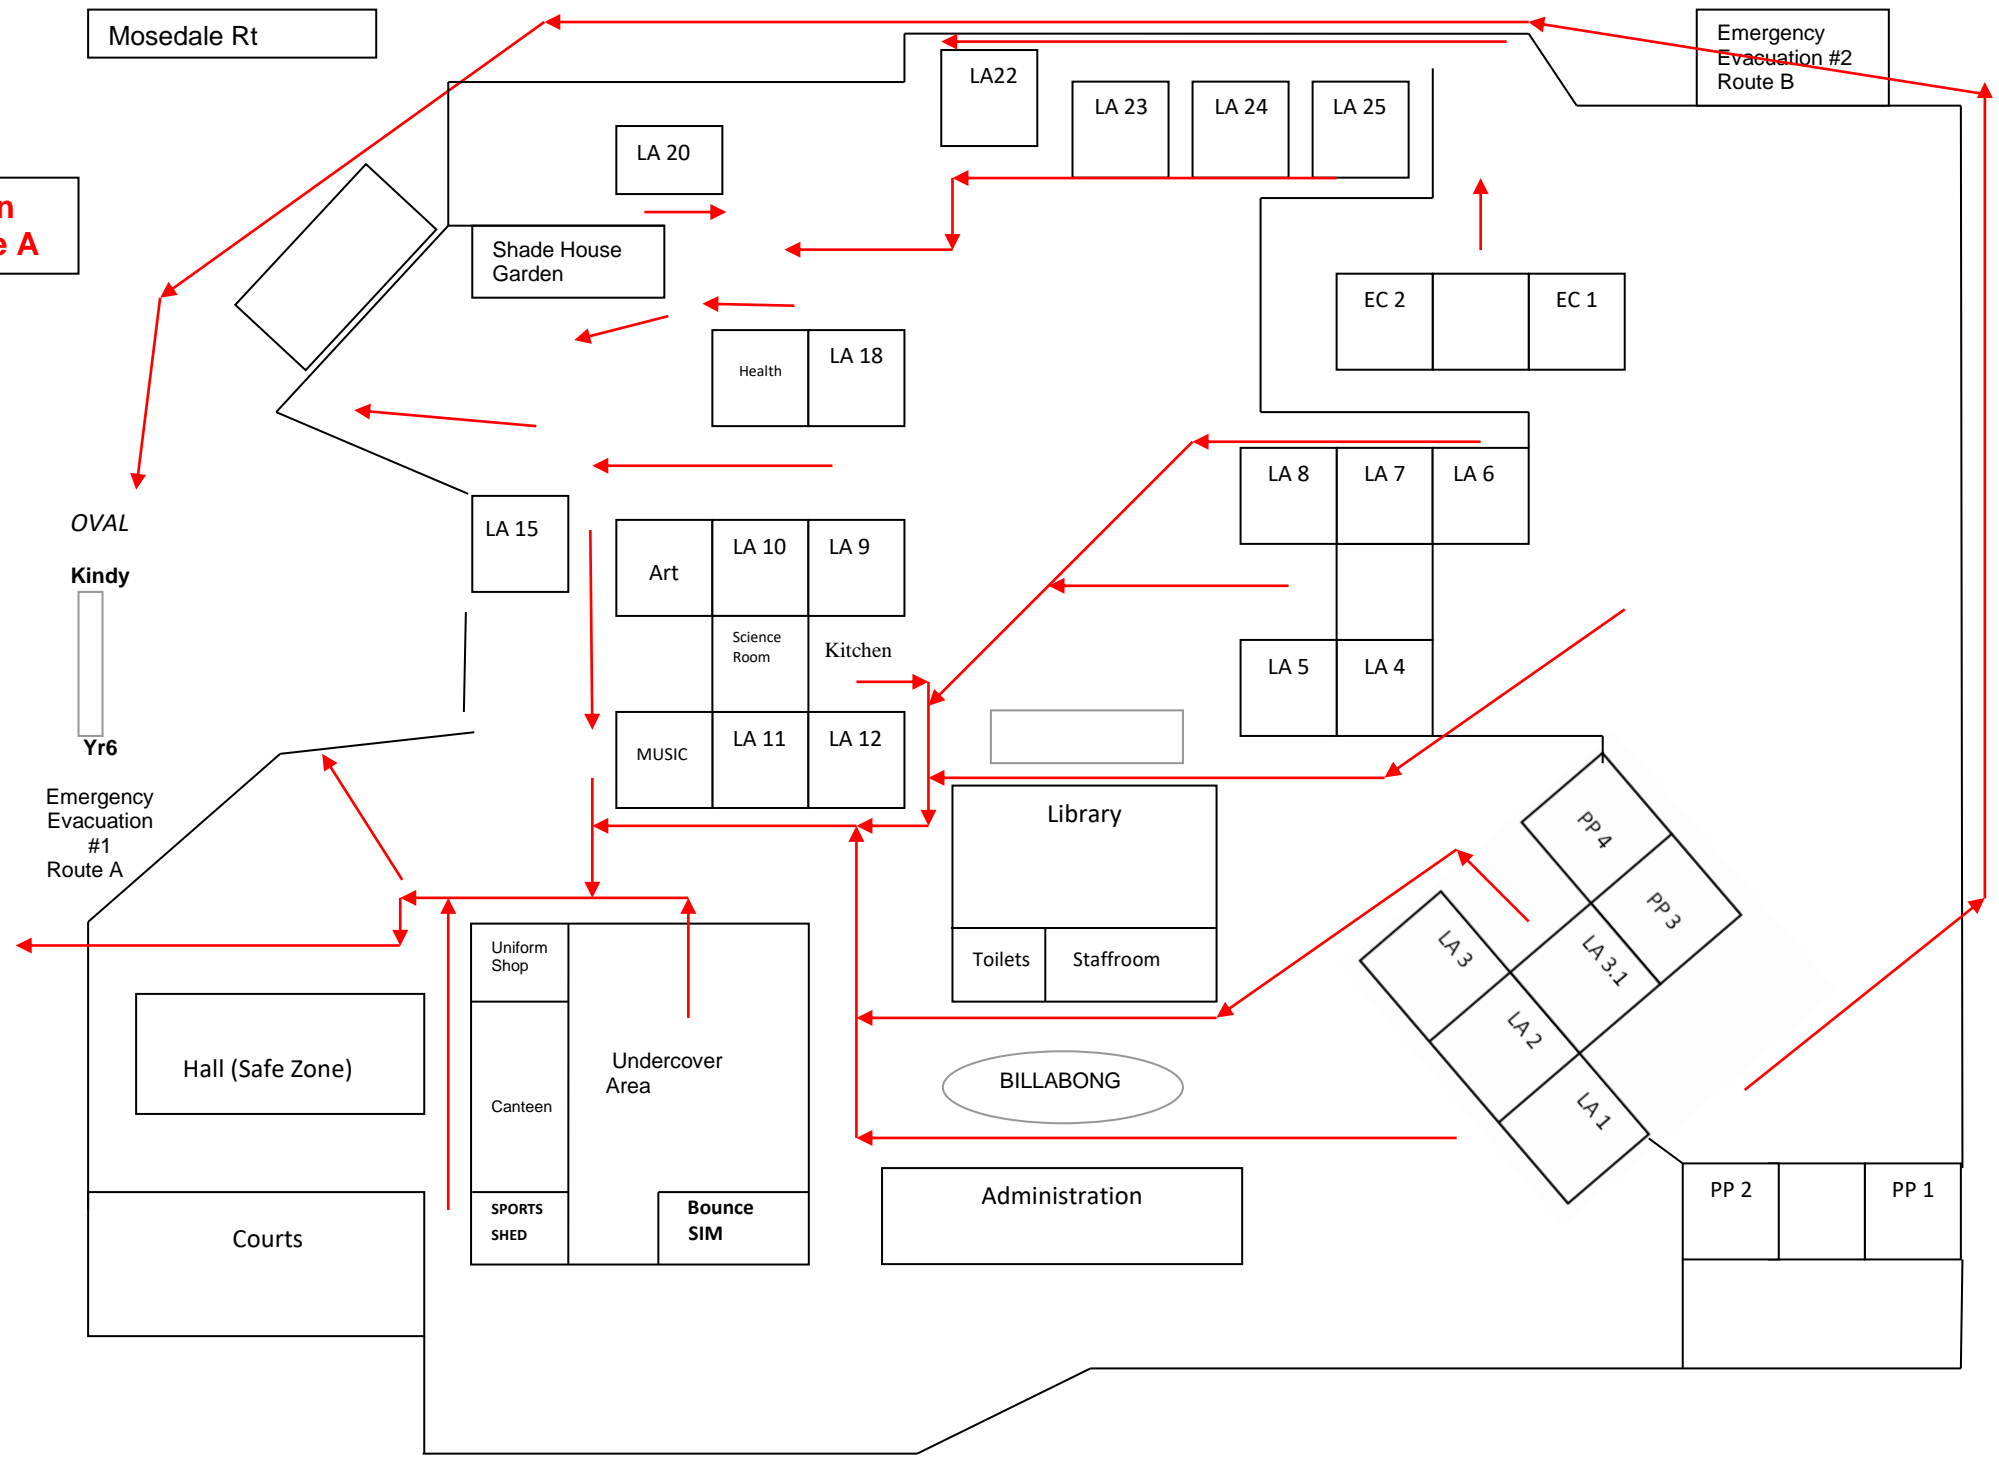 Mosedale Rt
Emergency
Evacuation #2
Route B
LA22
LA 23
LA 24
LA 25
LA 20
n
e A
Shade House
Garden
EC 2
EC 1
Health
LA 18
LA 8
LA 7
LA 6
OVAL
LA 15
Art
LA 10
LA 9
Kindy
Science
Room
Kitchen
LA 5
LA 4
Yr6
MUSIC
LA 11
LA 12
Emergency
Evacuation
#1
Route A
Library
PP 4
PP 3
Uniform
Shop
Toilets
Staffroom
LA 3
LA 3.1
LA 2
LA 1
Hall (Safe Zone)
Undercover
Area
Canteen
BILLABONG
Courts
SPORTS
SHED
Bounce
SIM
Administration
PP 2
PP 1